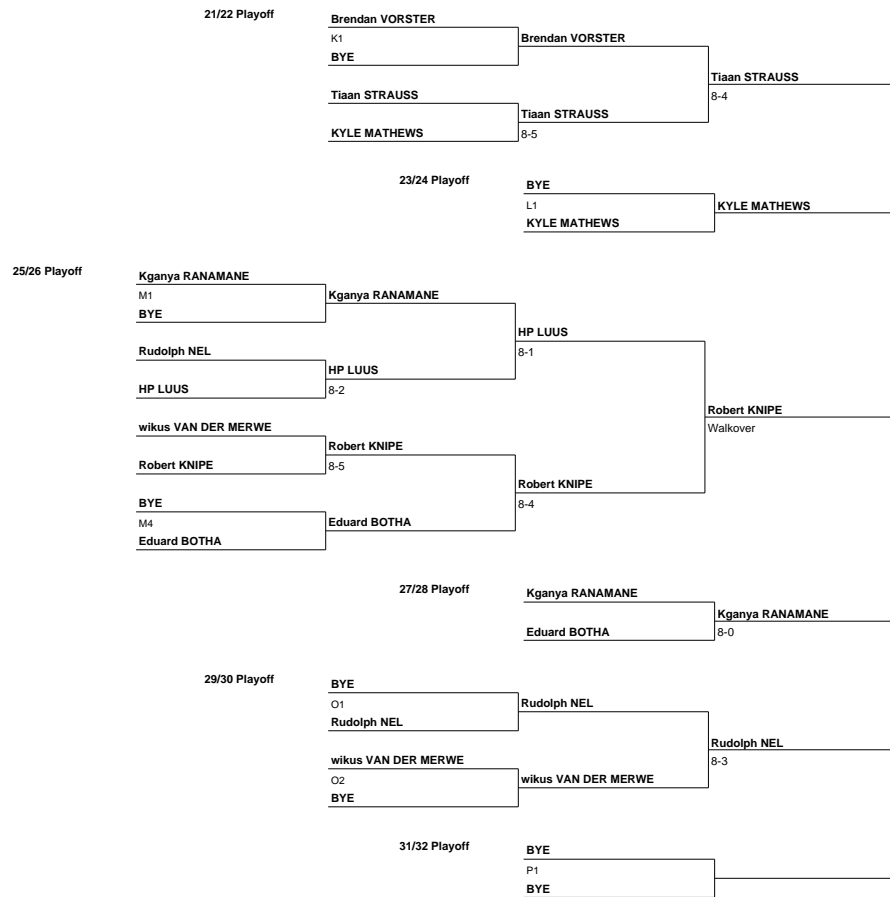 21/22 Playoff
Brendan VORSTER
K1
BYE
Brendan VORSTER
Tiaan STRAUSS
KYLE MATHEWS
Tiaan STRAUSS
8-5
Tiaan STRAUSS
8-4
23/24 Playoff
BYE
L1
KYLE MATHEWS
KYLE MATHEWS
25/26 Playoff
Kganya RANAMANE
M1
BYE
Kganya RANAMANE
Rudolph NEL
HP LUUS
HP LUUS
8-2
HP LUUS
8-1
wikus VAN DER MERWE
Robert KNIPE
Robert KNIPE
8-5
BYE
M4
Eduard BOTHA
Eduard BOTHA
Robert KNIPE
8-4
Robert KNIPE
Walkover
27/28 Playoff
Kganya RANAMANE
Eduard BOTHA
Kganya RANAMANE
8-0
29/30 Playoff
BYE
O1
Rudolph NEL
Rudolph NEL
wikus VAN DER MERWE
O2
BYE
wikus VAN DER MERWE
Rudolph NEL
8-3
31/32 Playoff
BYE
P1
BYE